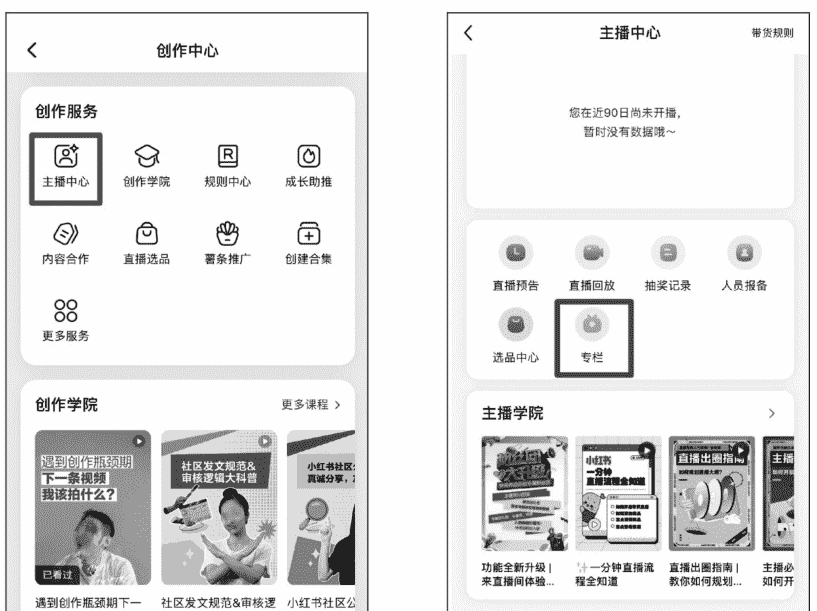 创作中心
创作服务
主播中心
创作学院
规则中心
成长助推
内容合作
直播选品
薯条推广
创建合集
更多服务
创作学院
更多课程 >
遇到创作瓶颈期
下一条视频
我该拍什么?
已看过
社区发文规范&
审核逻辑大科普
小红书社区
真诚分享,
遇到创作瓶颈期下一
社区发文规范&审核逻
小红书社区公
主播中心
带货规则
您在近90日尚未开播,
暂时没有数据哦~
直播预告
直播回放
抽奖记录
人员报备
选品中心
专栏
主播学院
小红书
一分钟
直播流程全知道
直播出圈指南
主播
功能全新升级 |
来直播间体验...
一分钟直播流
程全知道
直播出圈指南 |
教你如何规划...
主播必
如何开